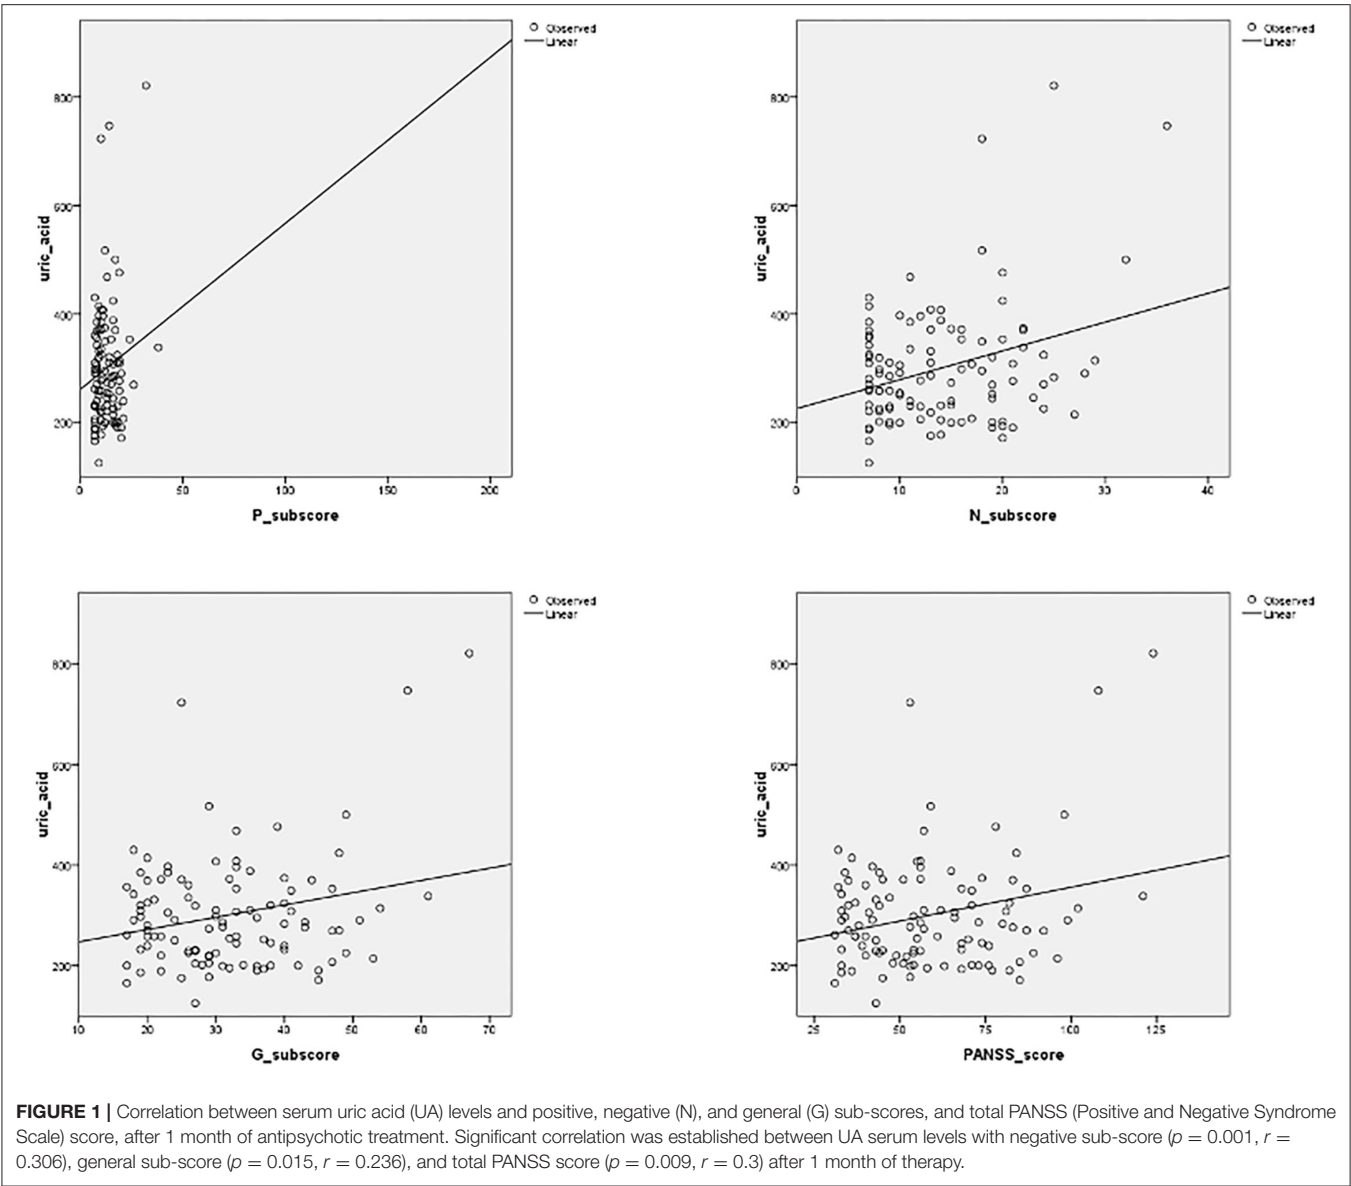 Observed
Linear
800
600
400
200
uric_acid
0
50
100
150
200
P_subscore
Observed
Linear
800
600
400
200
uric_acid
0
10
20
30
40
N_subscore
Observed
Linear
800
600
400
200
uric_acid
10
20
30
40
50
60
70
G_subscore
Observed
Linear
800
600
400
200
uric_acid
25
50
75
100
125
PANSS_score
FIGURE 1 | Correlation between serum uric acid (UA) levels and positive, negative (N), and general (G) sub-scores, and total PANSS (Positive and Negative Syndrome
Scale) score, after 1 month of antipsychotic treatment. Significant correlation was established between UA serum levels with negative sub-score (p = 0.001, r =
0.306), general sub-score (p = 0.015, r = 0.236), and total PANSS score (p = 0.009, r = 0.3) after 1 month of therapy.